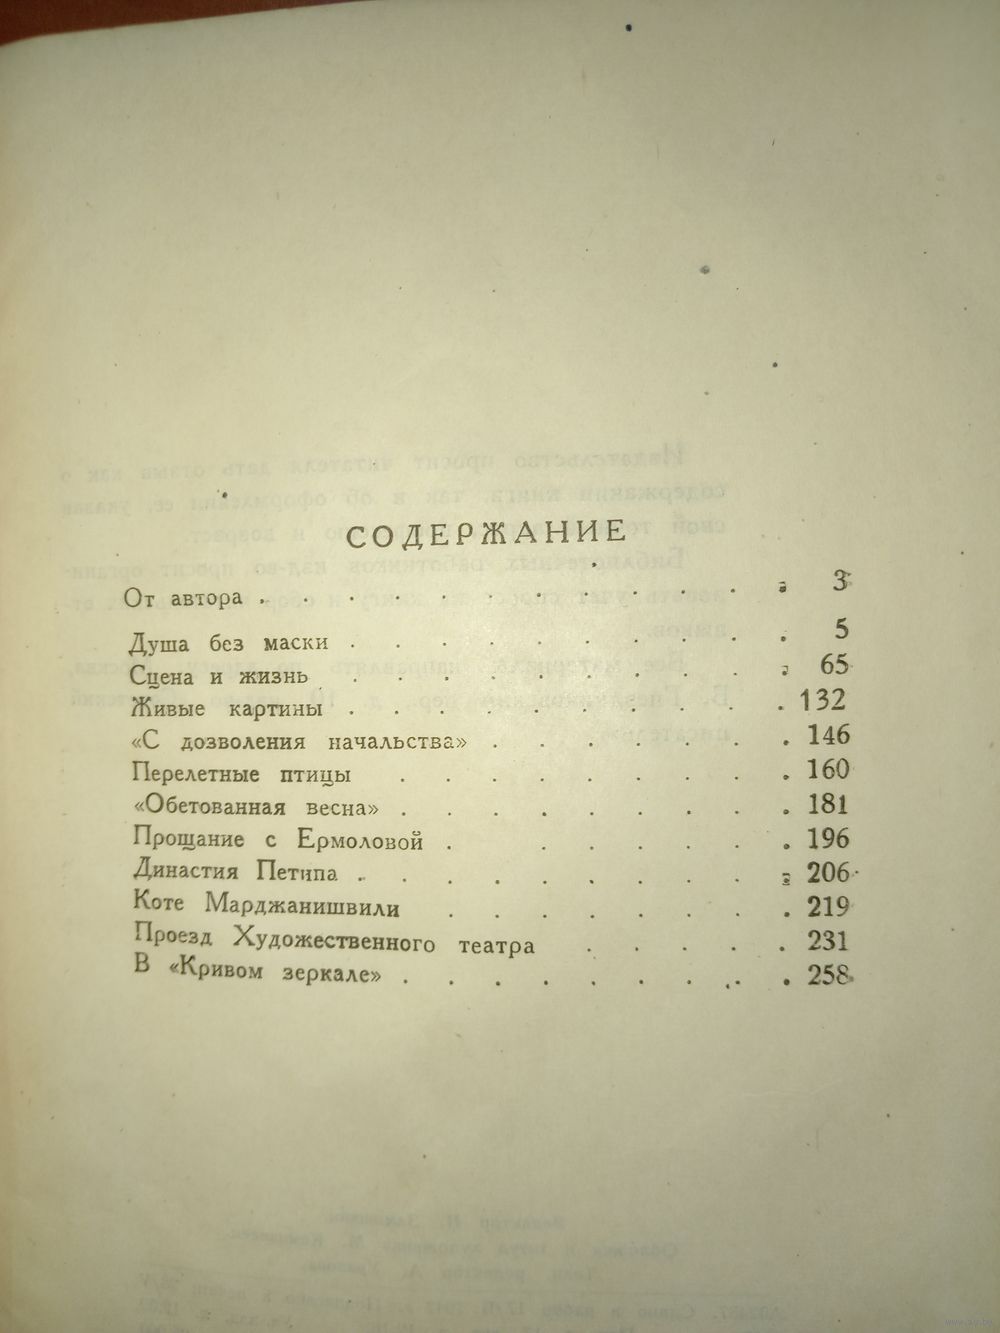 СОДЕРЖАНИЕ
От автора . . . . . . . . . . . . 3
Душа без маски . . . . . . . . . . 5
Сцена и жизнь . . . . . . . . . . 65
Живые картины . . . . . . . . . . 132
«С дозволения начальства» . . . . . . . 146
Перелетные птицы . . . . . . . . . 160
«Обетованная весна» . . . . . . . . . 181
Прощание с Ермоловой . . . . . . . 196
Династия Петипа . . . . . . . . . . 206
Коте Марджанишвили . . . . . . . . 219
Проезд Художественного театра . . . . . 231
В «Кривом зеркале» . . . . . . . . . 258